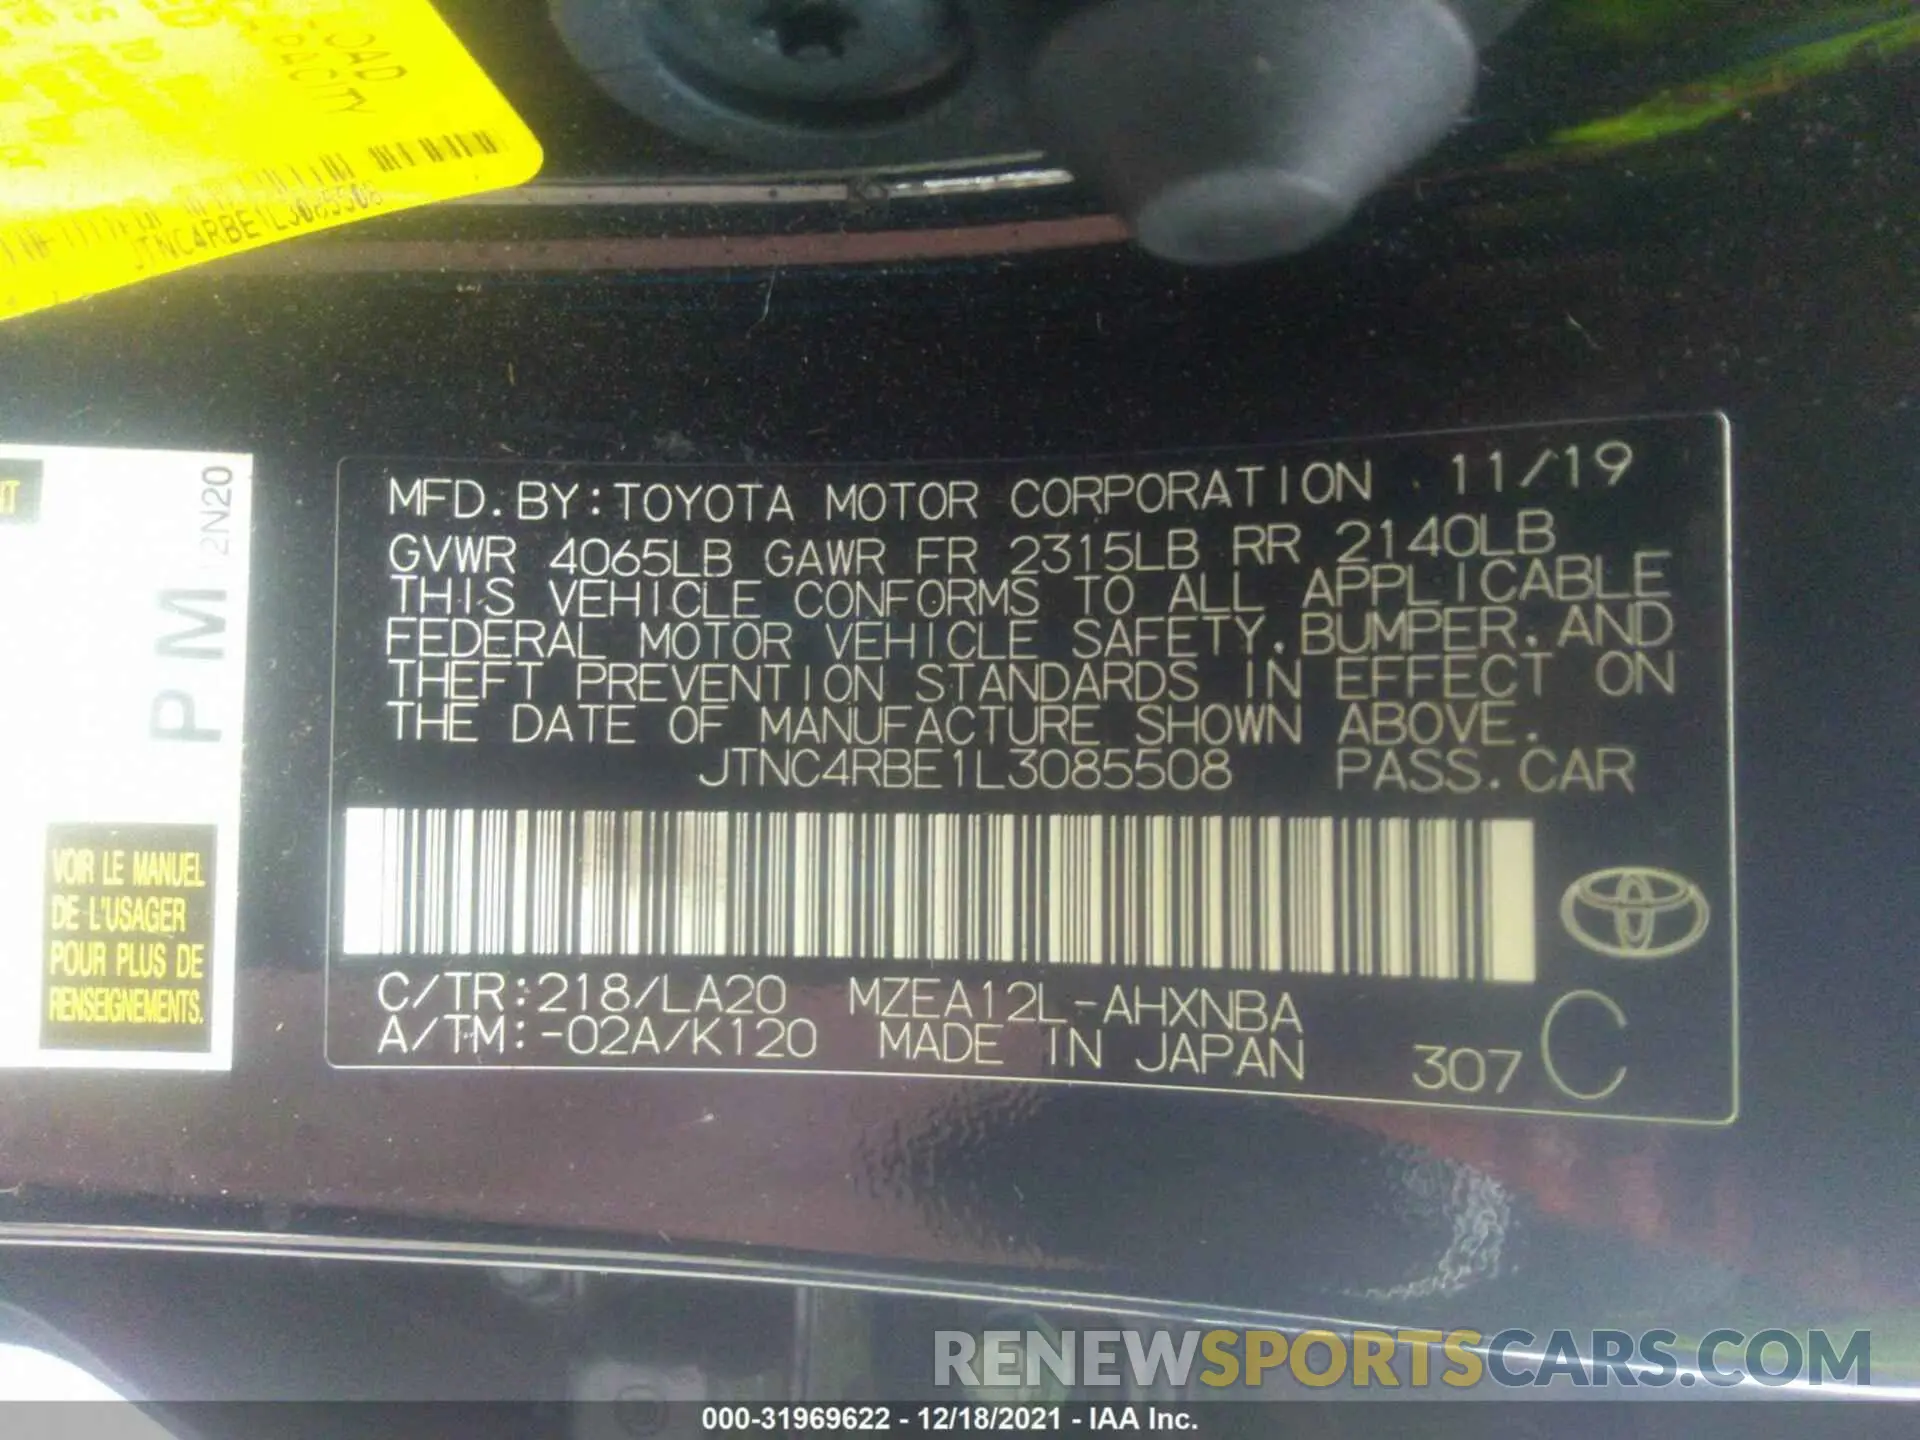 LOAD
CAPACITY
JTNC4RBE1L3085508
2N20
PM
VOIR LE MANUEL
DE L'USAGER
POUR PLUS DE
RENSEIGNEMENTS.
MFD.BY:TOYOTA MOTOR CORPORATION 11/19
GVWR 4065LB GAWR FR 2315LB RR 2140LB
THIS VEHICLE CONFORMS TO ALL APPLICABLE
FEDERAL MOTOR VEHICLE SAFETY,BUMPER,AND
THEFT PREVENTION STANDARDS IN EFFECT ON
THE DATE OF MANUFACTURE SHOWN ABOVE.
JTNC4RBE1L3085508 PASS.CAR
C/TR:218/LA20 MZEA12L-AHXNBA
A/TM:-02A/K120 MADE IN JAPAN 307 C
RENEWSPORTSCARS.COM
000-31969622 - 12/18/2021 - IAA Inc.